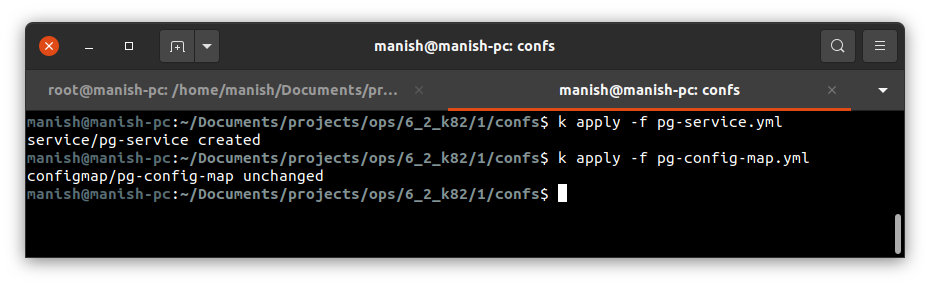 manish@manish-pc: confs
root@manish-pc: /home/manish/Documents/pr...
manish@manish-pc: confs
manish@manish-pc:~/Documents/projects/ops/6_2_k82/1/confs$ k apply -f pg-service.yml
service/pg-service created
manish@manish-pc:~/Documents/projects/ops/6_2_k82/1/confs$ k apply -f pg-config-map.yml
configmap/pg-config-map unchanged
manish@manish-pc:~/Documents/projects/ops/6_2_k82/1/confs$